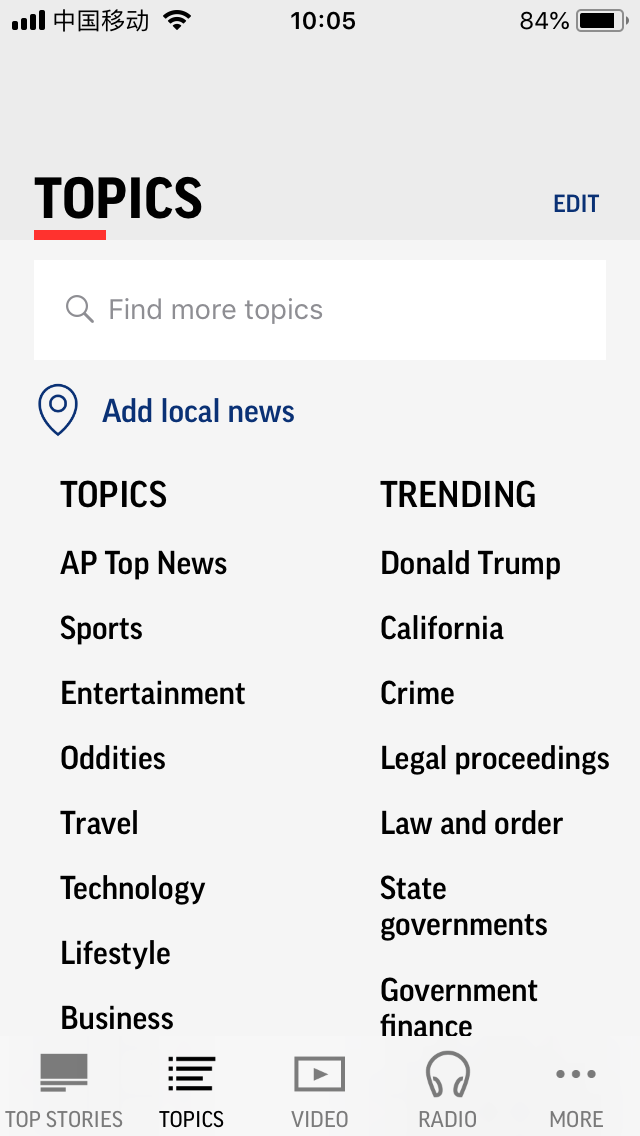 中国移动
10:05
84%
TOPICS
EDIT
Find more topics
Add local news
TOPICS
AP Top News
Sports
Entertainment
Oddities
Travel
Technology
Lifestyle
Business
TRENDING
Donald Trump
California
Crime
Legal proceedings
Law and order
State
governments
Government
finance
TOP STORIES
TOPICS
VIDEO
RADIO
MORE